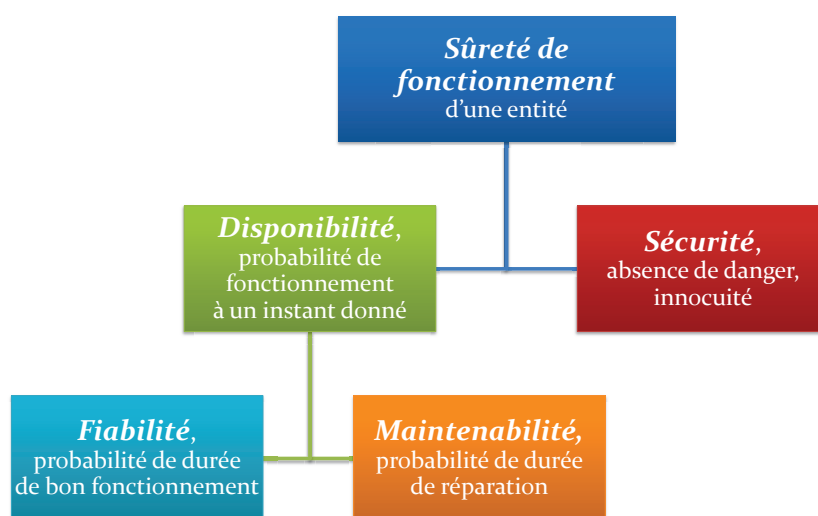 Sûreté de
fonctionnement
d'une entité
Disponibilité,
probabilité de
fonctionnement
à un instant donné
Sécurité,
absence de danger,
innocuité
Fiabilité,
probabilité de durée
de bon fonctionnement
Maintenabilité,
probabilité de durée
de réparation